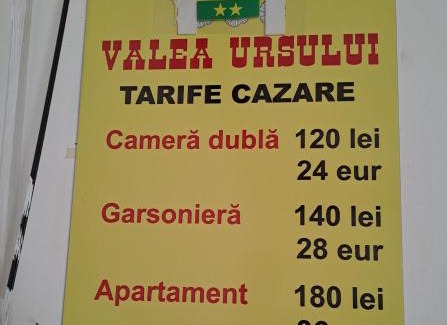 VALEA URSULUI
TARIFE CAZARE
Cameră dublă 120 lei
24 eur
Garsonieră 140 lei
28 eur
Apartament 180 lei